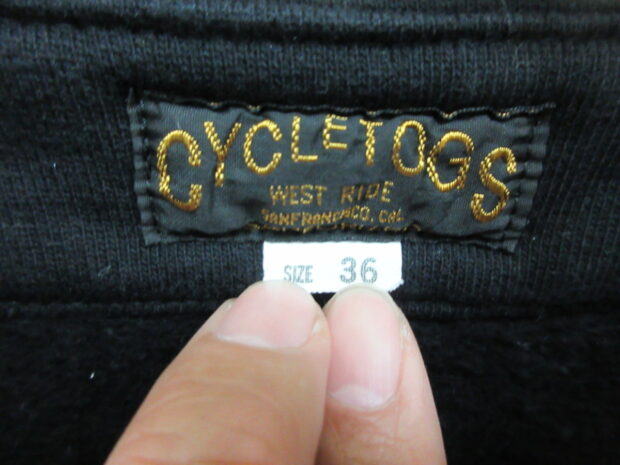 CYCLETOGS
WEST RIDE
SANFRANCISCO, CAL
SIZE 36